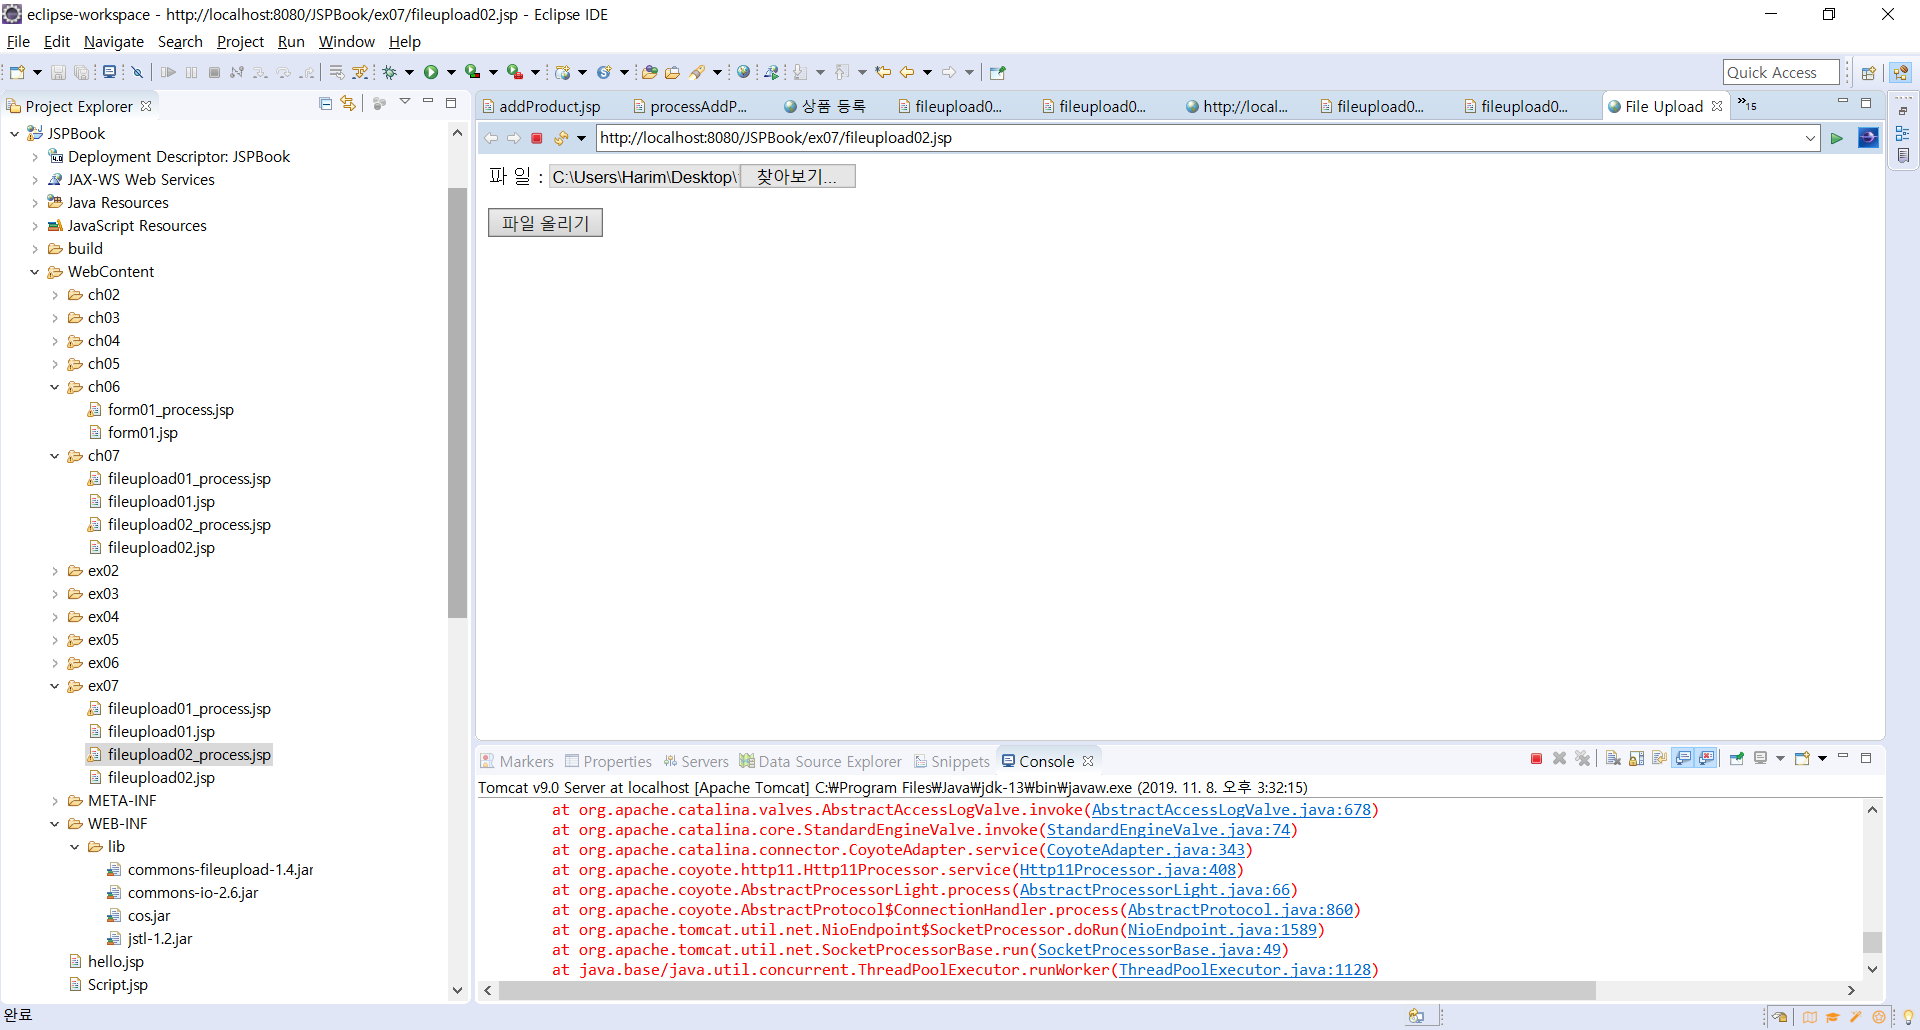 eclipse-workspace - http://localhost:8080/JSPBook/ex07/fileupload02.jsp - Eclipse IDE
File Edit Navigate Search Project Run Window Help
Quick Access
Project Explorer
JSPBook
Deployment Descriptor: JSPBook
JAX-WS Web Services
Java Resources
JavaScript Resources
build
WebContent
ch02
ch03
ch04
ch05
ch06
form01_process.jsp
form01.jsp
ch07
fileupload01_process.jsp
fileupload01.jsp
fileupload02_process.jsp
fileupload02.jsp
ex02
ex03
ex04
ex05
ex06
ex07
fileupload01_process.jsp
fileupload01.jsp
fileupload02_process.jsp
fileupload02.jsp
META-INF
WEB-INF
lib
commons-fileupload-1.4.jar
commons-io-2.6.jar
cos.jar
jstl-1.2.jar
hello.jsp
Script.jsp
addProduct.jsp processAddP... 상품 등록 fileupload0... fileupload0... http://local... fileupload0... fileupload0... File Upload »15
http://localhost:8080/JSPBook/ex07/fileupload02.jsp
파 일 : C:\Users\Harim\Desktop\ 찾아보기...
파일 올리기
Markers Properties Servers Data Source Explorer Snippets Console
Tomcat v9.0 Server at localhost [Apache Tomcat] C:₩Program Files₩Java₩jdk-13₩bin₩javaw.exe (2019. 11. 8. 오후 3:32:15)
at org.apache.catalina.valves.AbstractAccessLogValve.invoke(AbstractAccessLogValve.java:678)
at org.apache.catalina.core.StandardEngineValve.invoke(StandardEngineValve.java:74)
at org.apache.catalina.connector.CoyoteAdapter.service(CoyoteAdapter.java:343)
at org.apache.coyote.http11.Http11Processor.service(Http11Processor.java:408)
at org.apache.coyote.AbstractProcessorLight.process(AbstractProcessorLight.java:66)
at org.apache.coyote.AbstractProtocol$ConnectionHandler.process(AbstractProtocol.java:860)
at org.apache.tomcat.util.net.NioEndpoint$SocketProcessor.doRun(NioEndpoint.java:1589)
at org.apache.tomcat.util.net.SocketProcessorBase.run(SocketProcessorBase.java:49)
at java.base/java.util.concurrent.ThreadPoolExecutor.runWorker(ThreadPoolExecutor.java:1128)
완료